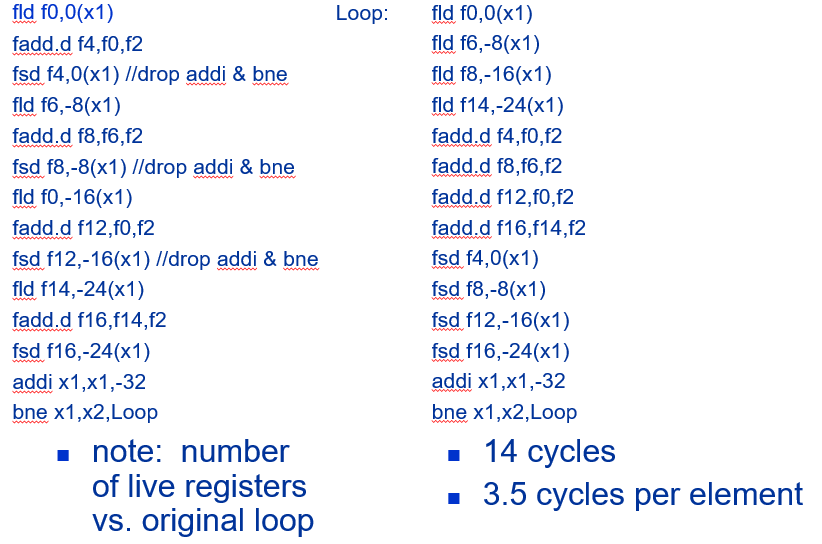 fld f0,0(x1)
fadd.d f4,f0,f2
fsd f4,0(x1) //drop addi & bne
fld f6,-8(x1)
fadd.d f8,f6,f2
fsd f8,-8(x1) //drop addi & bne
fld f0,-16(x1)
fadd.d f12,f0,f2
fsd f12,-16(x1) //drop addi & bne
fld f14,-24(x1)
fadd.d f16,f14,f2
fsd f16,-24(x1)
addi x1,x1,-32
bne x1,x2,Loop
■ note: number
of live registers
vs. original loop
Loop: fld f0,0(x1)
fld f6,-8(x1)
fld f8,-16(x1)
fld f14,-24(x1)
fadd.d f4,f0,f2
fadd.d f8,f6,f2
fadd.d f12,f0,f2
fadd.d f16,f14,f2
fsd f4,0(x1)
fsd f8,-8(x1)
fsd f12,-16(x1)
fsd f16,-24(x1)
addi x1,x1,-32
bne x1,x2,Loop
■ 14 cycles
■ 3.5 cycles per element